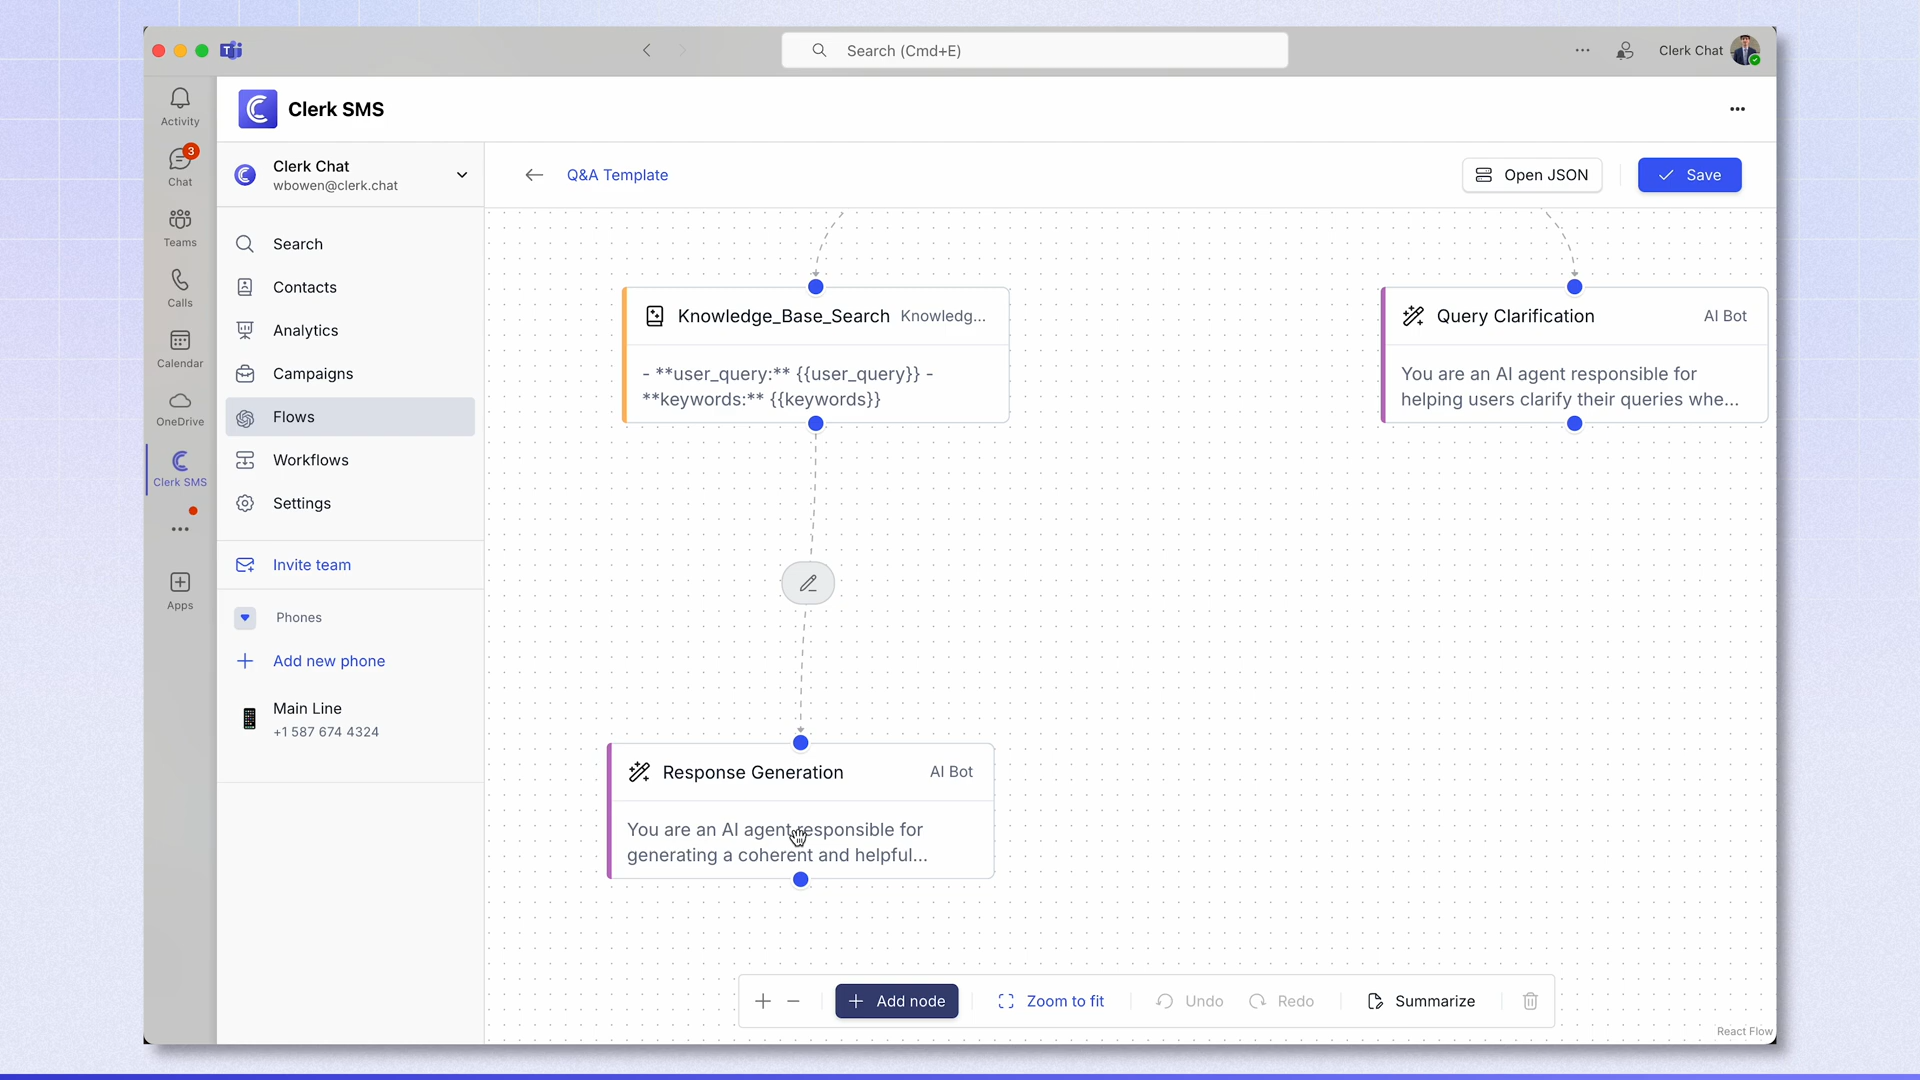 Search (Cmd+E)
Clerk Chat
Activity
3
Chat
Teams
Calls
Calendar
OneDrive
Clerk SMS
Apps
Clerk SMS
Clerk Chat
wbowen@clerk.chat
Search
Contacts
Analytics
Campaigns
Flows
Workflows
Settings
Invite team
Phones
Add new phone
Main Line
+1 587 674 4324
Q&A Template
Open JSON
Save
Knowledge_Base_Search Knowledg...
- **user_query:** {{user_query}} -
**keywords:** {{keywords}}
Query Clarification AI Bot
You are an AI agent responsible for
helping users clarify their queries whe...
Response Generation AI Bot
You are an AI agent responsible for
generating a coherent and helpful...
Add node
Zoom to fit
Undo
Redo
Summarize
React Flow